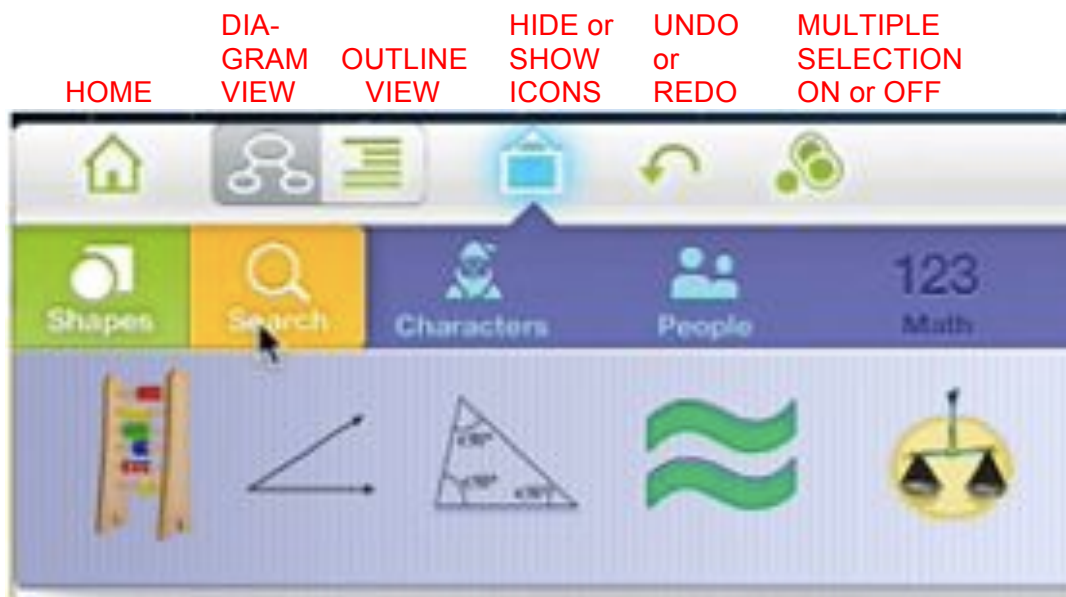 DIA-
GRAM
VIEW
HOME
OUTLINE
VIEW
HIDE or
SHOW
ICONS
UNDO
or
REDO
MULTIPLE
SELECTION
ON or OFF
Shapes
Search
Characters
People
123
Math